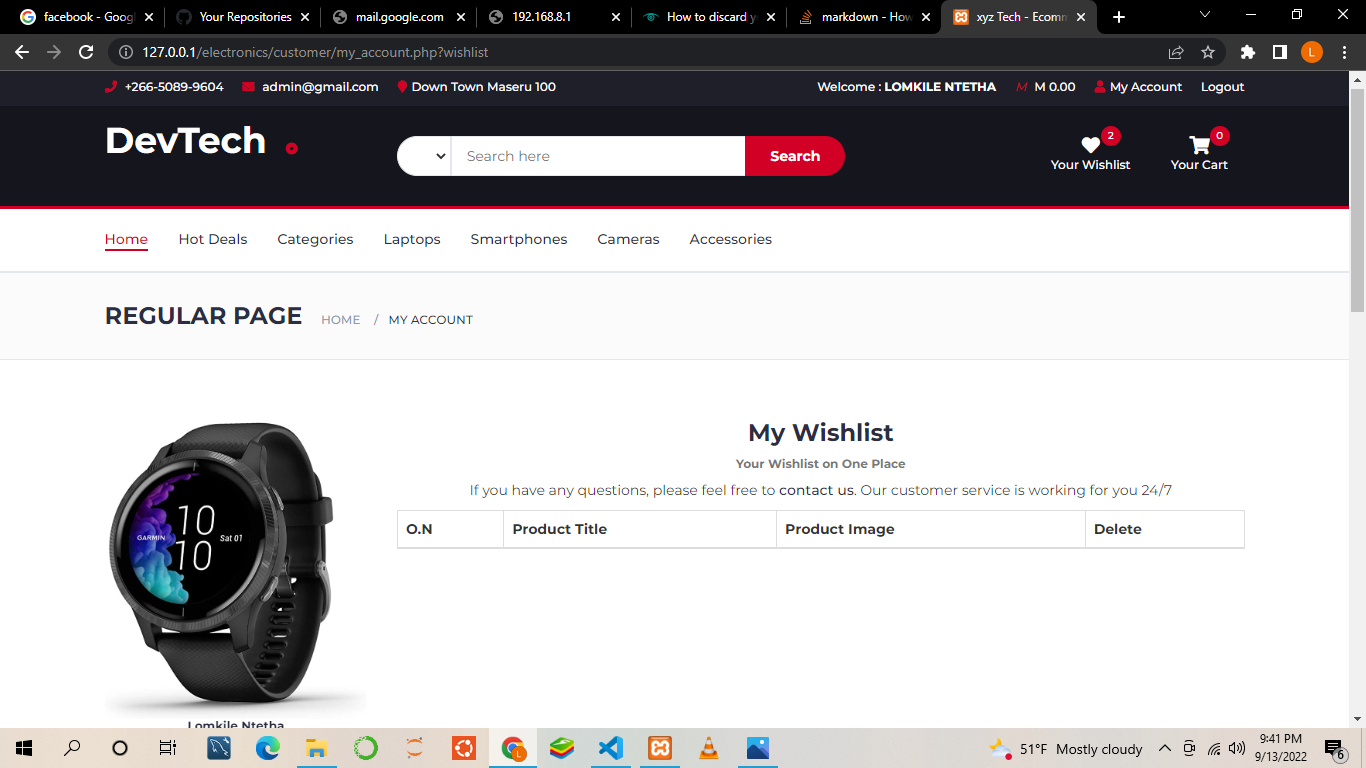 facebook - Goog
Your Repositories
mail.google.com
192.168.8.1
How to discard y
markdown - How
xyz Tech - Ecomm
127.0.0.1/electronics/customer/my_account.php?wishlist
L
+266-5089-9604 admin@gmail.com Down Town Maseru 100
Welcome : LOMKILE NTETHA M M 0.00 My Account Logout
DevTech
Search here
Search
2
Your Wishlist
0
Your Cart
Home Hot Deals Categories Laptops Smartphones Cameras Accessories
REGULAR PAGE HOME / MY ACCOUNT
GARMIN
10
10
Sat 01
Lomkile Ntetha
My Wishlist
Your Wishlist on One Place
If you have any questions, please feel free to contact us. Our customer service is working for you 24/7
O.N Product Title Product Image Delete
L
51°F Mostly cloudy
9:41 PM
9/13/2022
6